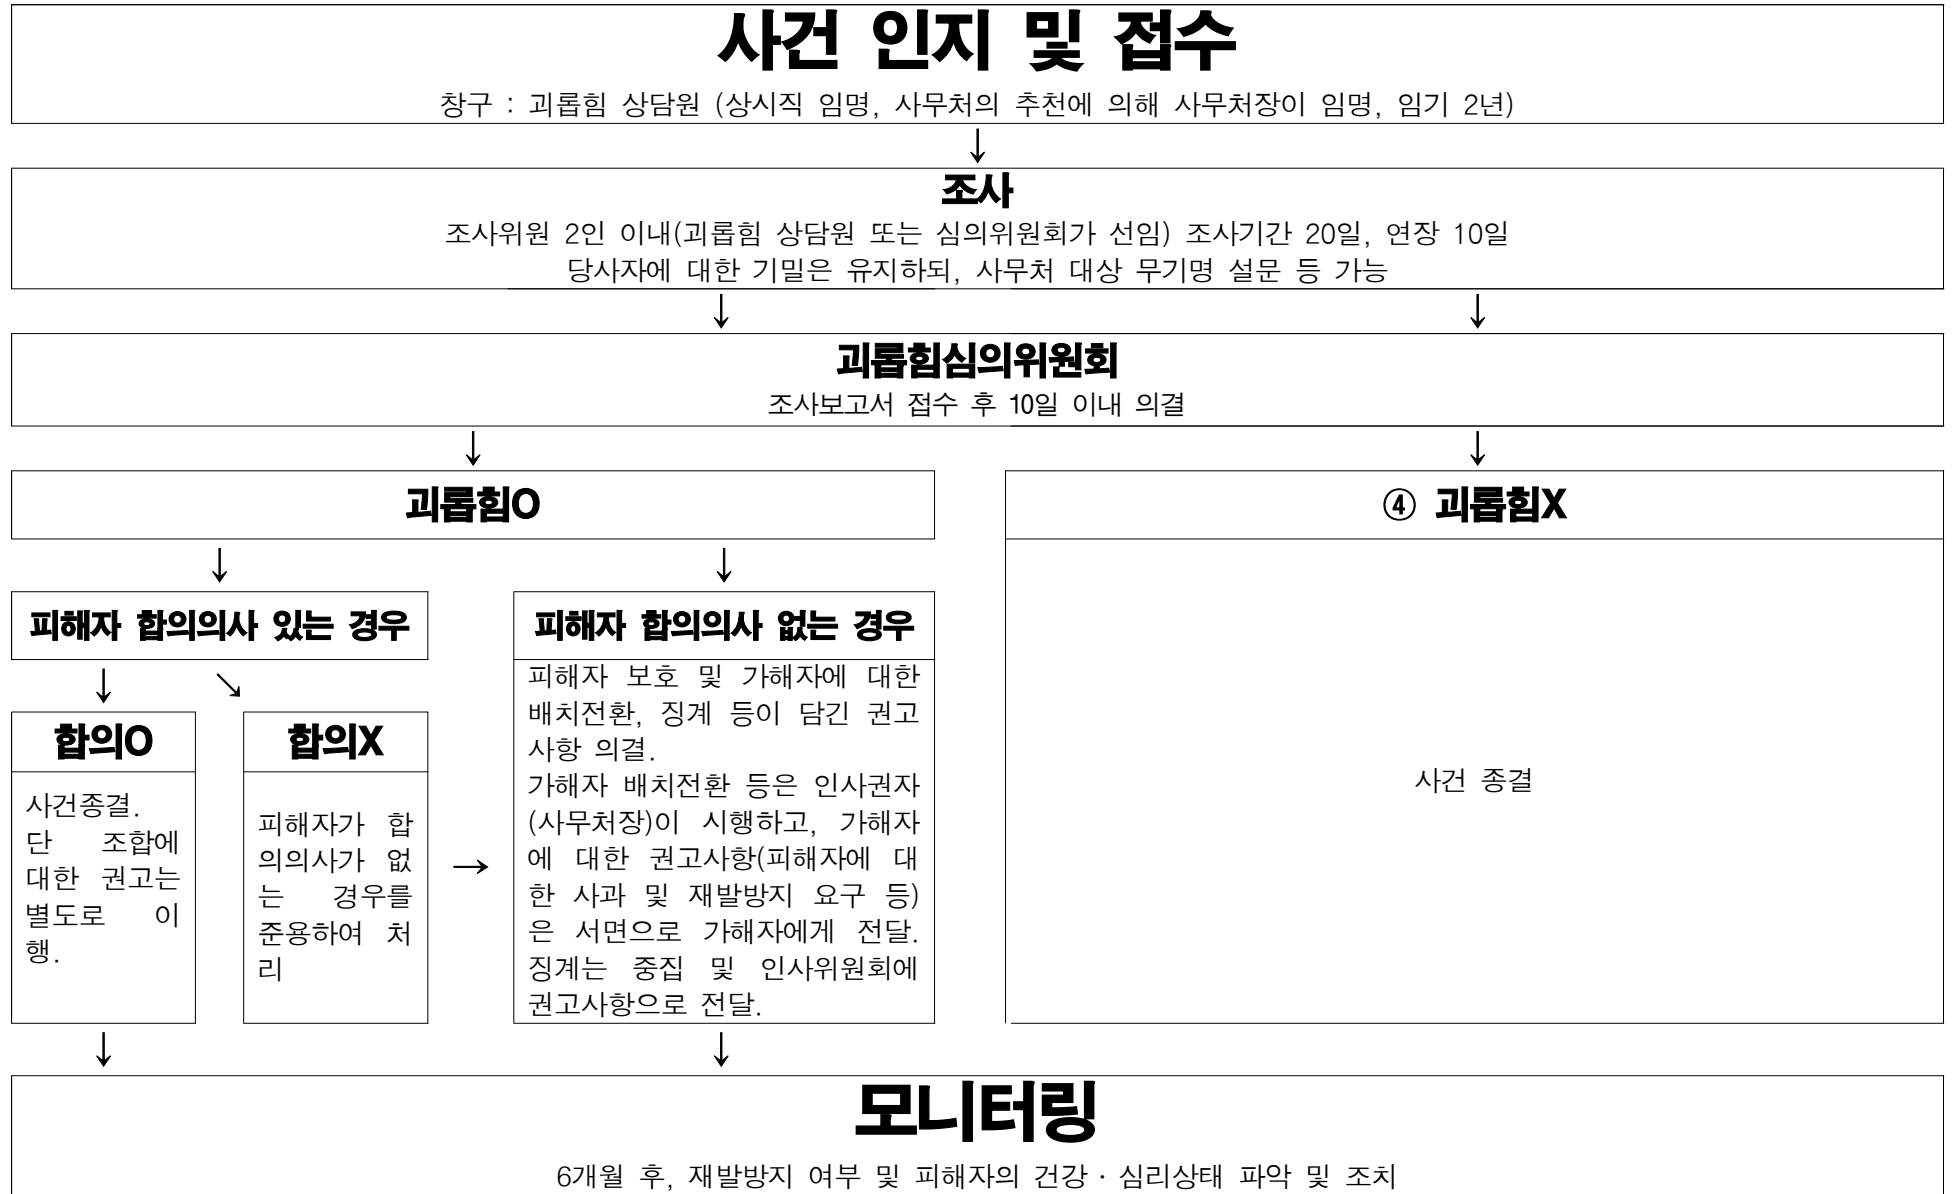 사건 인지 및 접수
창구 : 괴롭힘 상담원 (상시직 임명, 사무처의 추천에 의해 사무처장이 임명, 임기 2년)
↓
조사
조사위원 2인 이내(괴롭힘 상담원 또는 심의위원회가 선임) 조사기간 20일, 연장 10일
당사자에 대한 기밀은 유지하되, 사무처 대상 무기명 설문 등 가능
↓ ↓
괴롭힘심의위원회
조사보고서 접수 후 10일 이내 의결
↓ ↓
괴롭힘O
④ 괴롭힘X
↓ ↓
피해자 합의의사 있는 경우
↓ ↘
합의O
사건종결.
단 조합에
대한 권고는
별도로 이
행.
합의X
피해자가 합
의의사가 없
는 경우를
준용하여 처
리
→
피해자 합의의사 없는 경우
피해자 보호 및 가해자에 대한
배치전환, 징계 등이 담긴 권고
사항 의결.
가해자 배치전환 등은 인사권자
(사무처장)이 시행하고, 가해자
에 대한 권고사항(피해자에 대
한 사과 및 재발방지 요구 등)
은 서면으로 가해자에게 전달.
징계는 중집 및 인사위원회에
권고사항으로 전달.
사건 종결
↓ ↓
모니터링
6개월 후, 재발방지 여부 및 피해자의 건강 · 심리상태 파악 및 조치